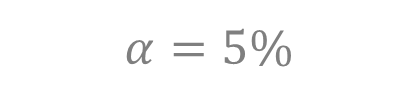 α = 5%